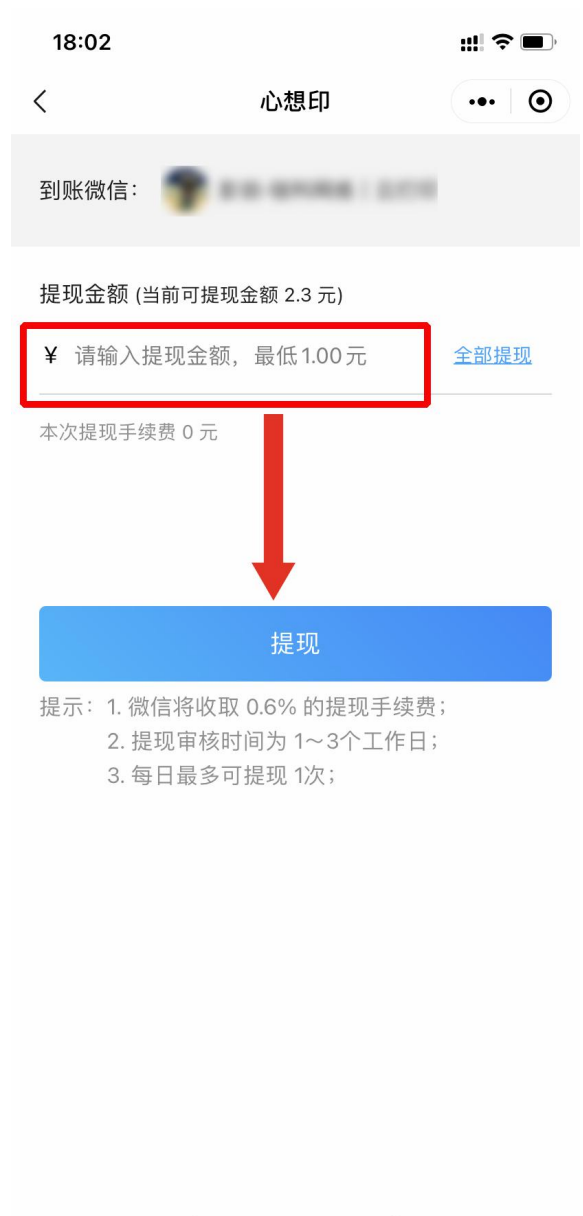 18:02
心想印
到账微信：
提现金额 (当前可提现金额 2.3 元)
¥ 请输入提现金额，最低1.00元 全部提现
本次提现手续费 0 元
提现
提示：1. 微信将收取 0.6% 的提现手续费；
2. 提现审核时间为 1～3个工作日；
3. 每日最多可提现 1次；